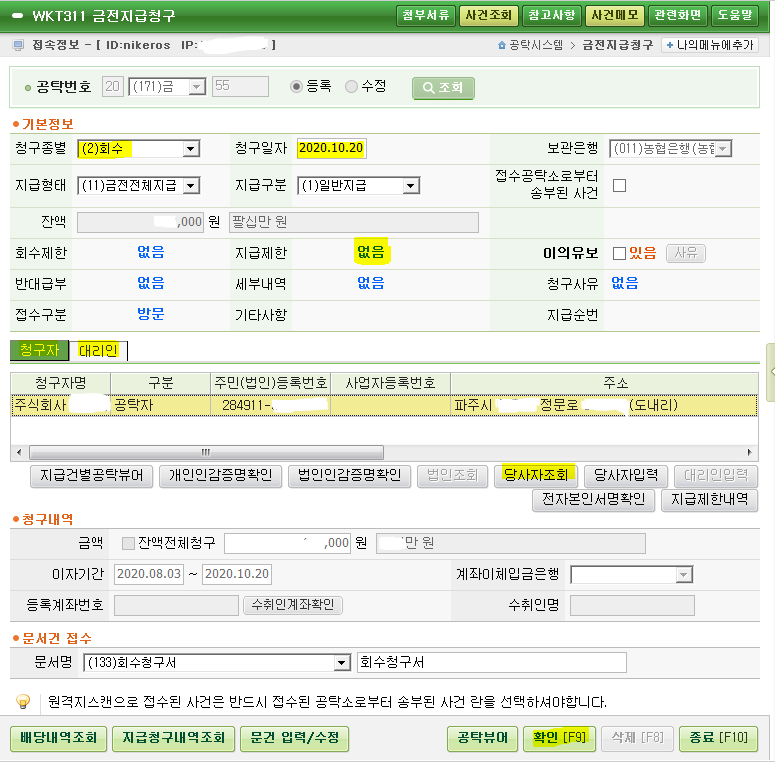 WKT311 금전지급청구 첨부서류 사건조회 참고사항 사건메모 관련화면 도움말
접속정보 - [ ID:nikeros IP: ] 공탁시스템 > 금전지급청구 + 나의메뉴에추가
공탁번호 20 (171)금 55 등록 수정 조회
기본정보
청구종별 (2)회수 청구일자 2020.10.20 보관은행 (011)농협은행(농협
지급형태 (11)금전전체지급 지급구분 (1)일반지급 접수공탁소로부터
송부된 사건
잔액 ,000 원 팔십만 원
회수제한 없음 지급제한 없음 이의유보 있음 사유
반대급부 없음 세부내역 없음 청구사유 없음
접수구분 방문 기타사항 지급순번
청구자 대리인
청구자명 구분 주민(법인)등록번호 사업자등록번호 주소
주식회사 공탁자 284911- 파주시 정문로 (도내리)
지급건별공탁뷰어 개인인감증명확인 법인인감증명확인 법인조회 당사자조회 당사자입력 대리인입력
전자본인서명확인 지급제한내역
청구내역
금액 잔액전체청구 ,000 원 만 원
이자기간 2020.08.03 ~ 2020.10.20 계좌이체입금은행
등록계좌번호 수취인계좌확인 수취인명
문서건 접수
문서명 (133)회수청구서 회수청구서
원격지스캔으로 접수된 사건은 반드시 접수된 공탁소로부터 송부된 사건 란을 선택하셔야합니다.
배당내역조회 지급청구내역조회 문건 입력/수정 공탁뷰어 확인 [F9] 삭제 [F8] 종료 [F10]